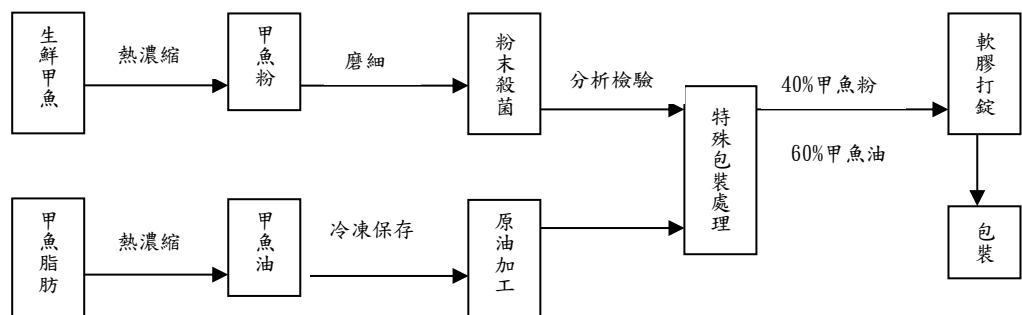 生鮮甲魚
熱濃縮
甲魚粉
磨細
粉末殺菌
分析檢驗
特殊包裝處理
40%甲魚粉
60%甲魚油
軟膠打錠
包裝
甲魚脂肪
熱濃縮
甲魚油
冷凍保存
原油加工